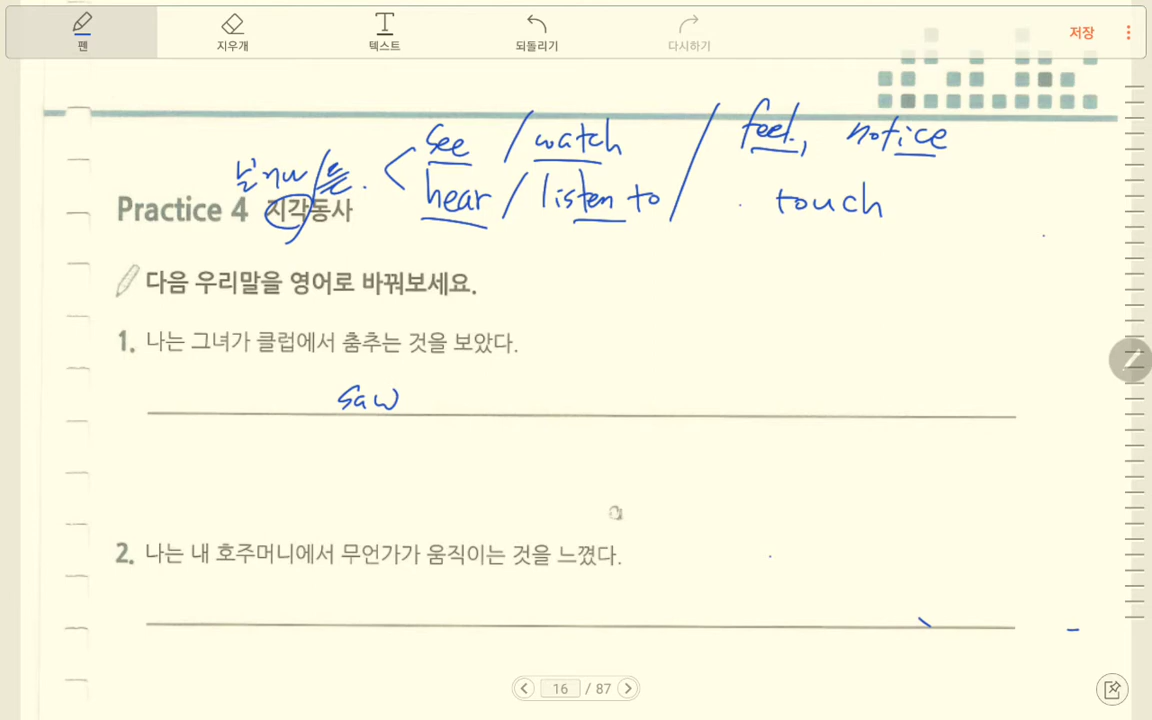 펜 지우개 텍스트 되돌리기 다시하기 저장
see / watch / feel, notice
hear / listen to / touch
Practice 4 지각동사
다음 우리말을 영어로 바꿔보세요.
1. 나는 그녀가 클럽에서 춤추는 것을 보았다.
saw
2. 나는 내 호주머니에서 무언가가 움직이는 것을 느꼈다.
16 / 87